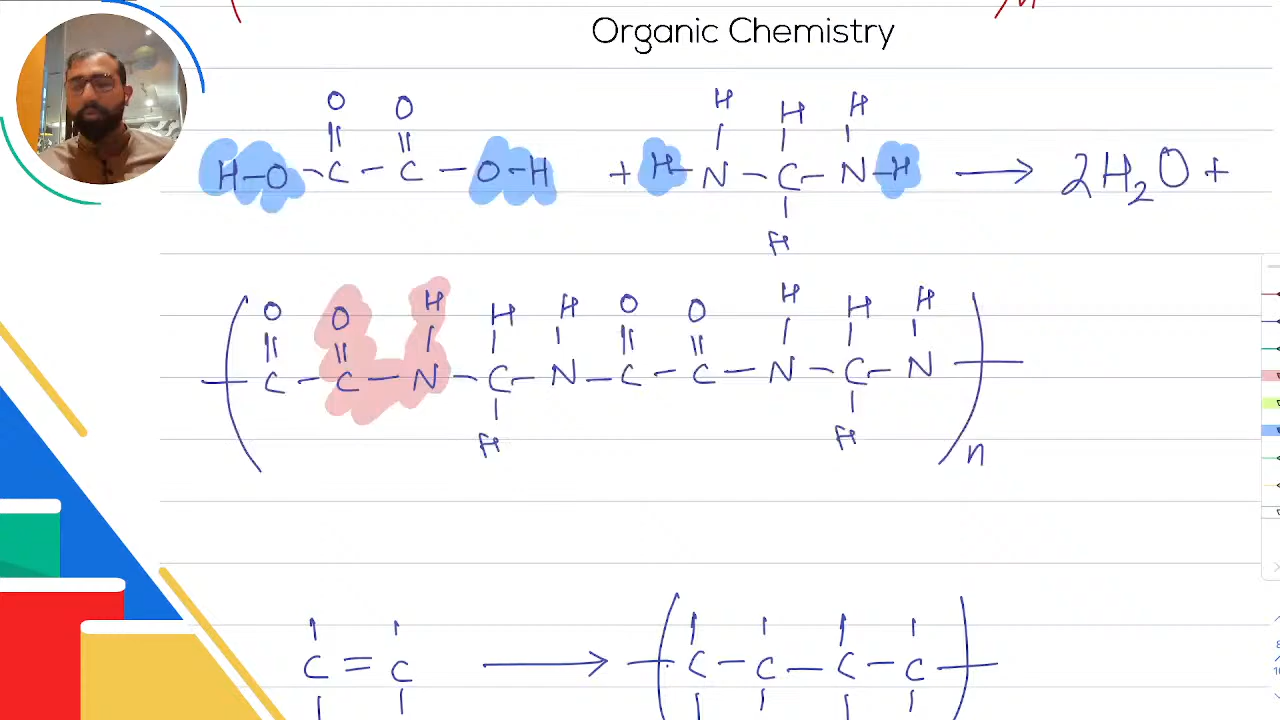 Organic Chemistry
O O H H H
H-O-C-C-O-H + H-N-C-N-H → 2H₂O +
H
O O H H H O O H H H
( -C-C-N-C-N-C-C-N-C-N- )n
H H
C=C → ( -C-C-C-C- )